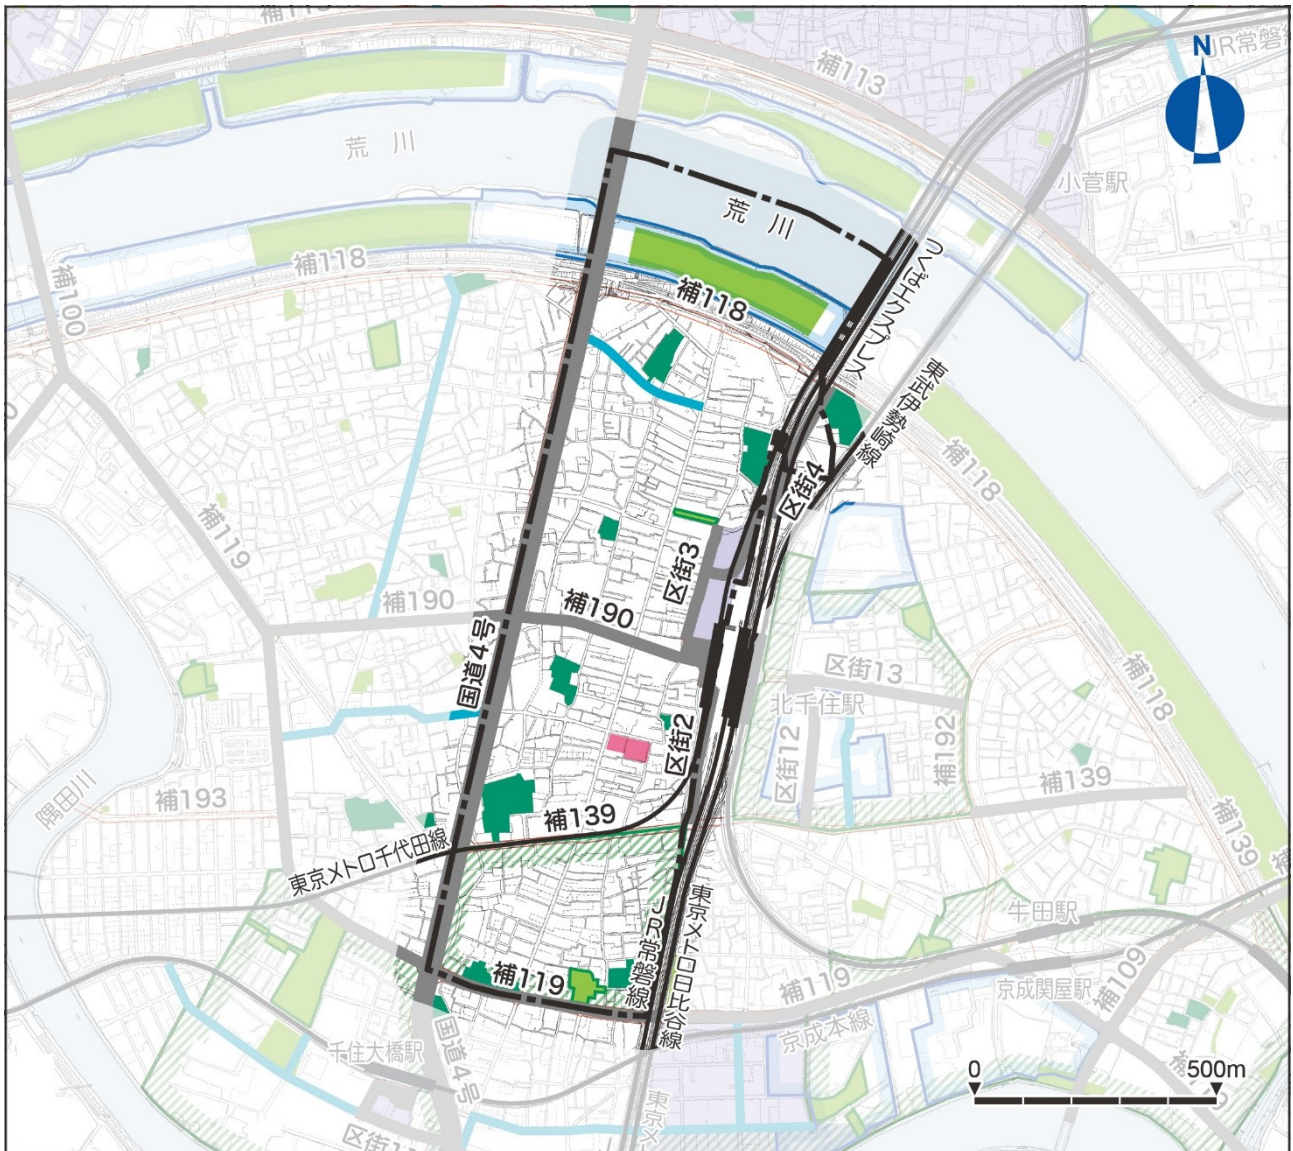 補113
JR常磐
N
荒川
小菅駅
荒川
補100
補118
補118
つくばエクスプレス
東武伊勢崎線
補118
補119
区街4
区街3
補190
補190
国道4号
区街13
北千住駅
補118
区街2
区街12
補192
隅田川
補193
補139
補139
補139
東京メトロ千代田線
東京メトロ日比谷線
JR常磐線
牛田駅
補119
補119
京成関屋駅
補109
国道4号
千住大橋駅
京成本線
0
500m
東京メ